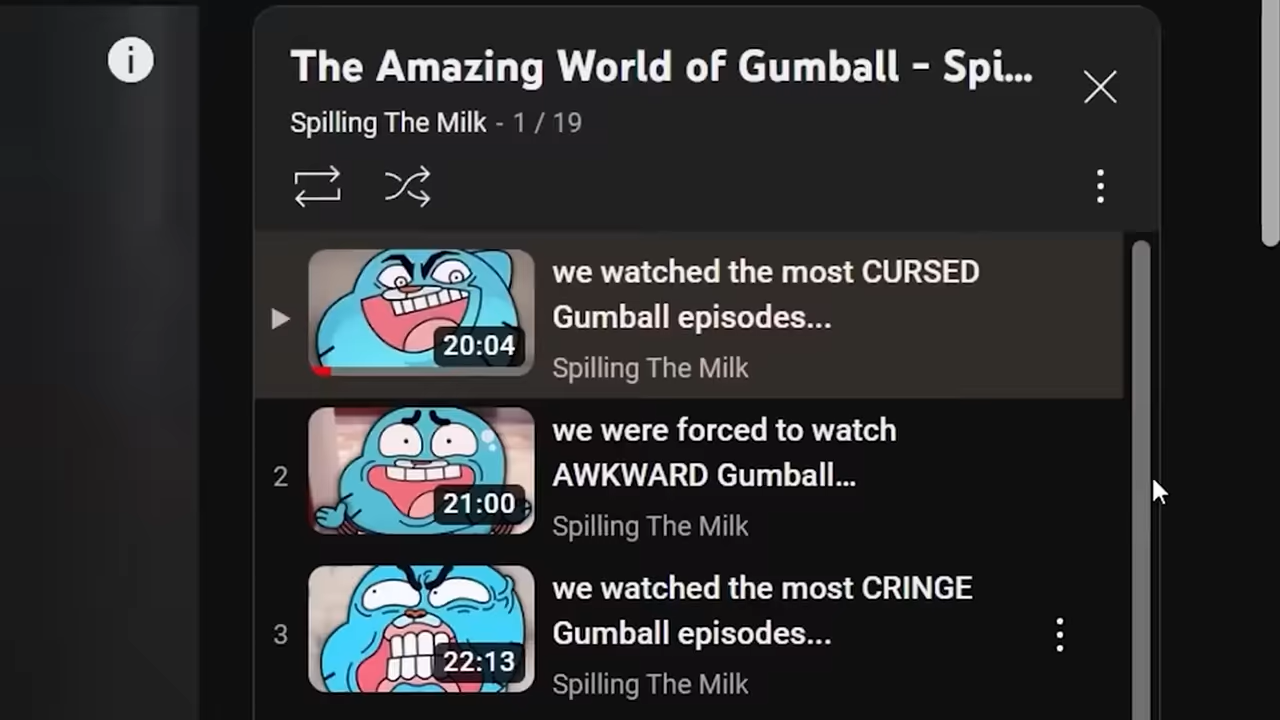 The Amazing World of Gumball - Spi...
Spilling The Milk - 1 / 19
we watched the most CURSED
Gumball episodes...
20:04
Spilling The Milk
we were forced to watch
2
AWKWARD Gumball...
21:00
Spilling The Milk
we watched the most CRINGE
3
Gumball episodes...
22:13
Spilling The Milk